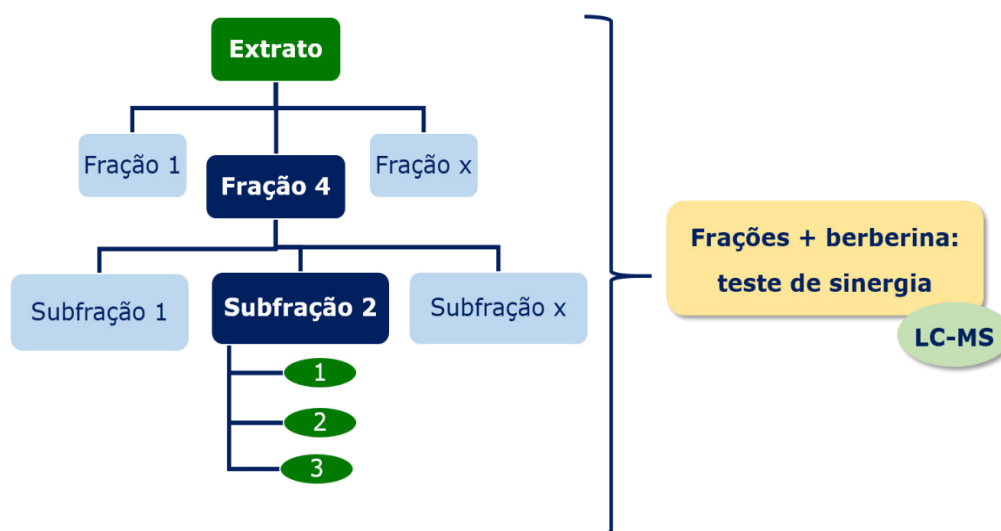 Extrato
Fração 1
Fração 4
Fração x
Subfração 1
Subfração 2
Subfração x
1
2
3
Frações + berberina:
teste de sinergia
LC-MS